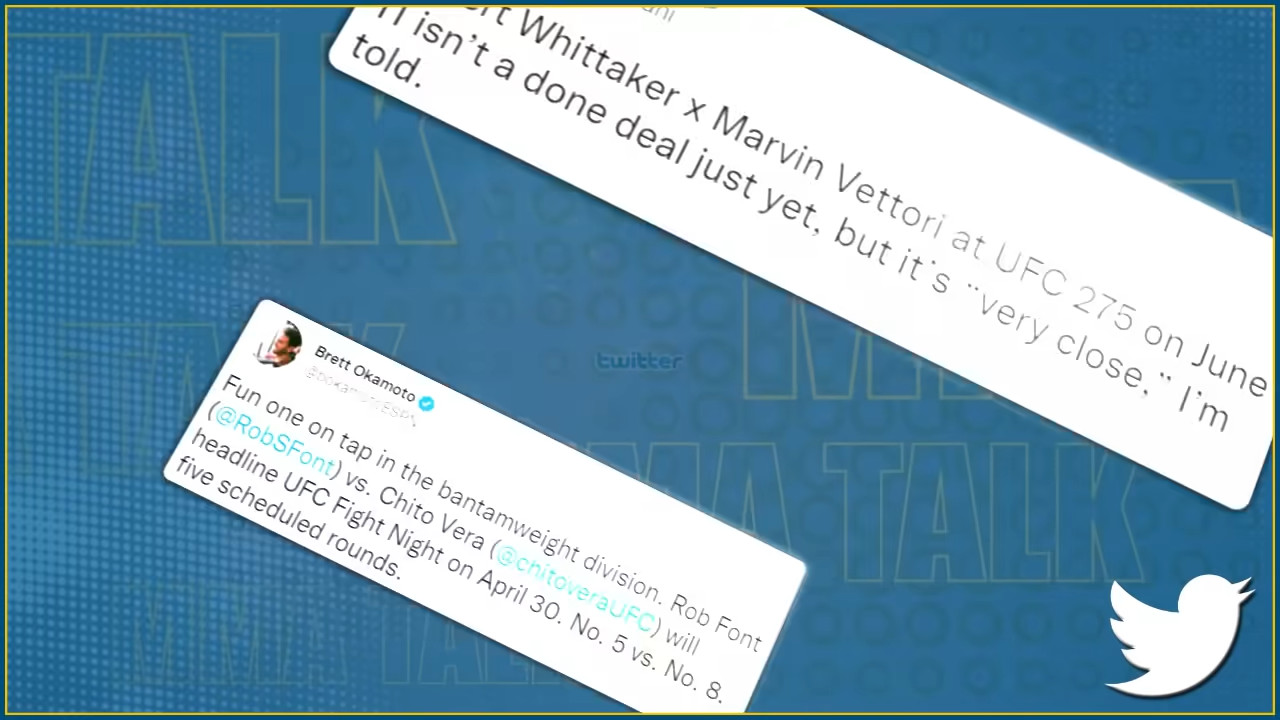 Whittaker x Marvin Vettori at UFC 275 on June
isn't a done deal just yet, but it's "very close," I'm
told.
Brett Okamoto
@bokamotoESPN
Fun one on tap in the bantamweight division. Rob Font
(@RobSFont) vs. Chito Vera (@chitoveraUFC) will
headline UFC Fight Night on April 30. No. 5 vs. No. 8.
five scheduled rounds.
twitter
TALK
MMA TALK
MMA TALK